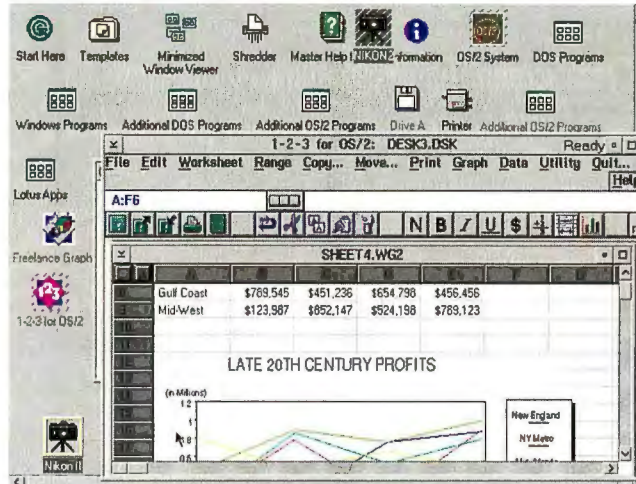 Start Here Templates Minimized Window Viewer Shredder Master Help NIKON2 Information OS/2 System DOS Programs
Windows Programs Additional DOS Programs Additional OS/2 Programs Drive A Printer Additional OS/2 Programs
Lotus Apps
Freelance Graph
1-2-3 for OS/2
Nikon II
1-2-3 for OS/2: DESK3.DSK Ready
File Edit Worksheet Range Copy... Move... Print Graph Data Utility Quit...
Help
A:F6
N B I U $
SHEET4.WG2
Gulf Coast $789,545 $451,236 $654,798 $456,456
Mid-West $123,987 $852,147 $524,198 $789,123
LATE 20TH CENTURY PROFITS
(in Millions)
1.2
1
0.8
0.6
New England
NY Metro